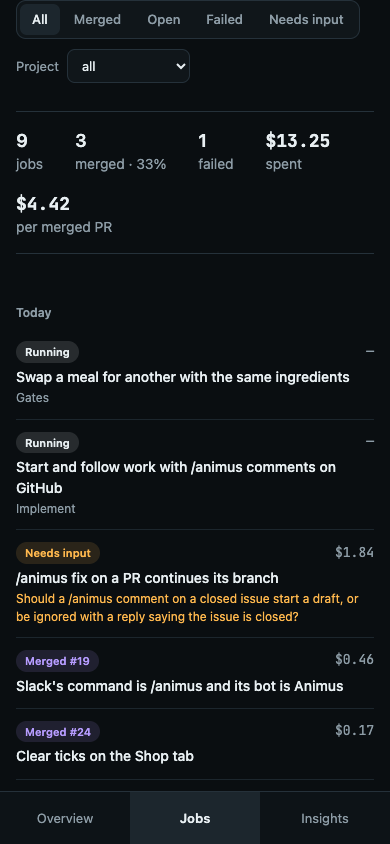 All Merged Open Failed Needs input
Project all
9 3 1 $13.25
jobs merged · 33% failed spent
$4.42
per merged PR
Today
Running –
Swap a meal for another with the same ingredients
Gates
Running –
Start and follow work with /animus comments on
GitHub
Implement
Needs input $1.84
/animus fix on a PR continues its branch
Should a /animus comment on a closed issue start a draft, or
be ignored with a reply saying the issue is closed?
Merged #19 $0.46
Slack's command is /animus and its bot is Animus
Merged #24 $0.17
Clear ticks on the Shop tab
Overview Jobs Insights